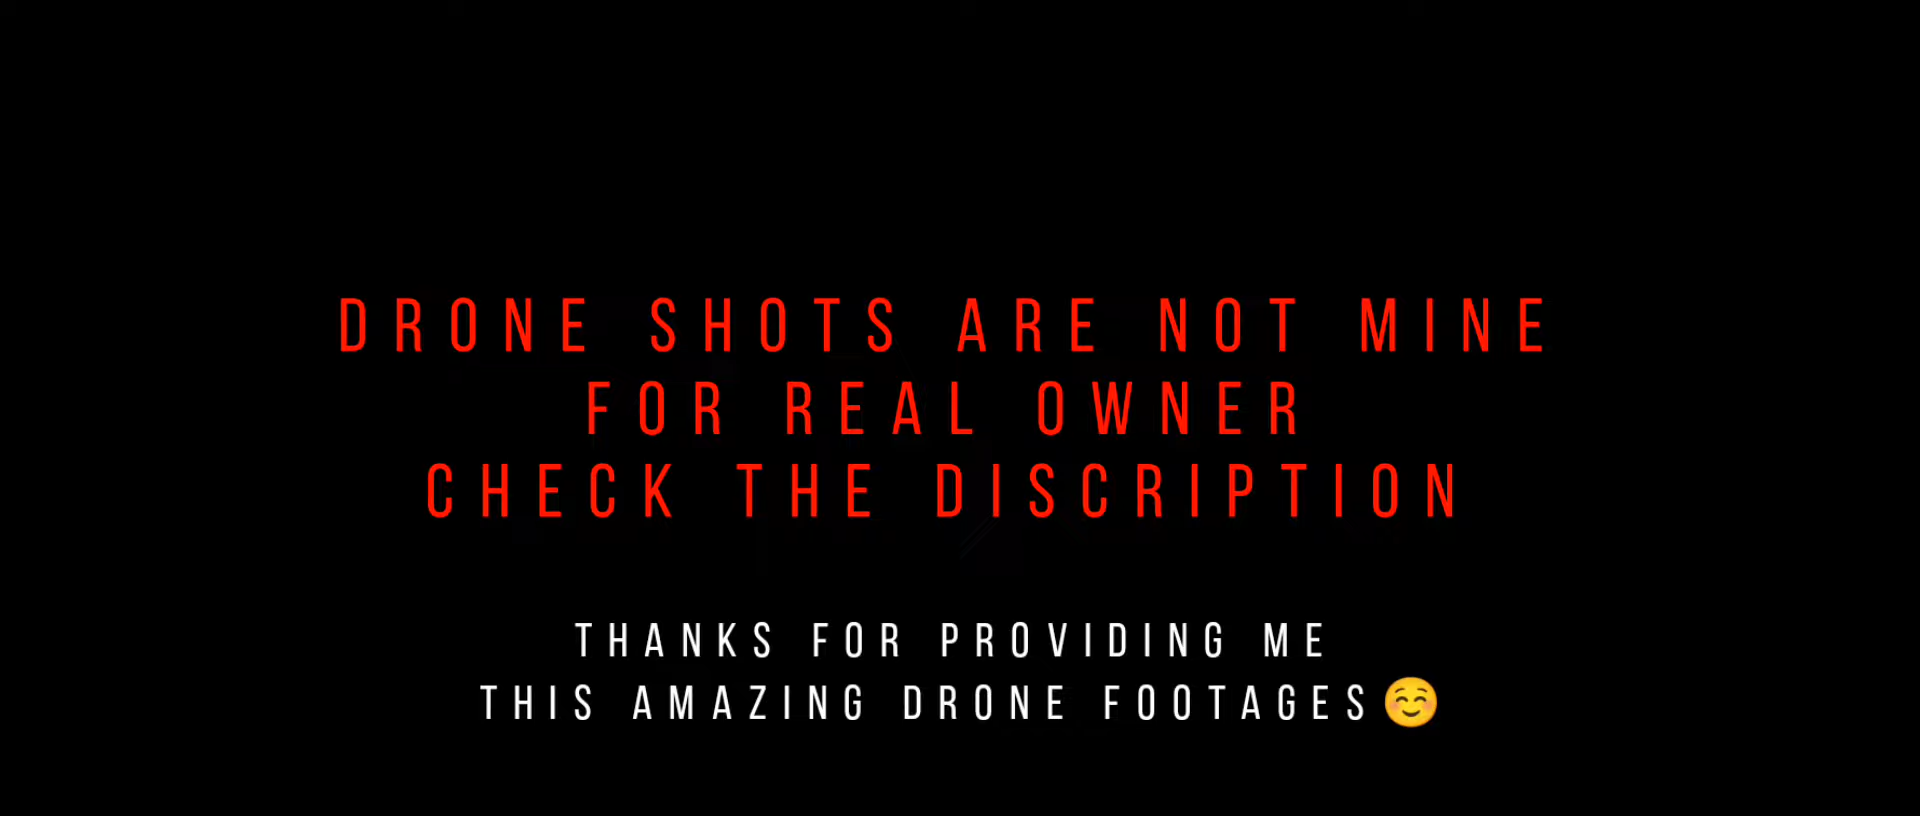 DRONE SHOTS ARE NOT MINE
FOR REAL OWNER
CHECK THE DISCRIPTION
THANKS FOR PROVIDING ME
THIS AMAZING DRONE FOOTAGES☺️